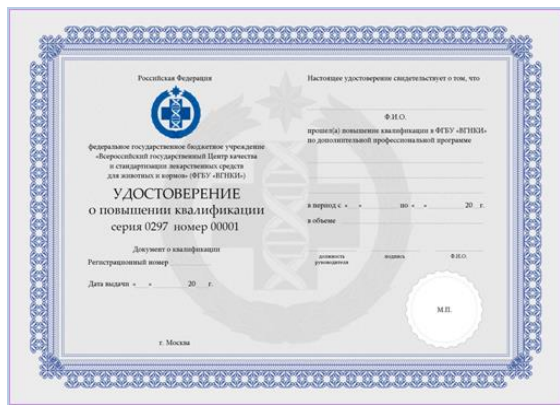 Российская Федерация
федеральное государственное бюджетное учреждение
«Всероссийский государственный Центр качества
и стандартизации лекарственных средств
для животных и кормов» (ФГБУ «ВГНКИ»)
УДОСТОВЕРЕНИЕ
о повышении квалификации
серия 0297 номер 00001
Документ о квалификации
Регистрационный номер
Дата выдачи « » 20 г.
г. Москва
Настоящее удостоверение свидетельствует о том, что
Ф.И.О.
прошел(а) повышении квалификации в ФГБУ «ВГНКИ»
по дополнительной профессиональной программе
в период с « » по « » 20 г.
в объеме
должность подпись Ф.И.О.
руководителя
М.П.